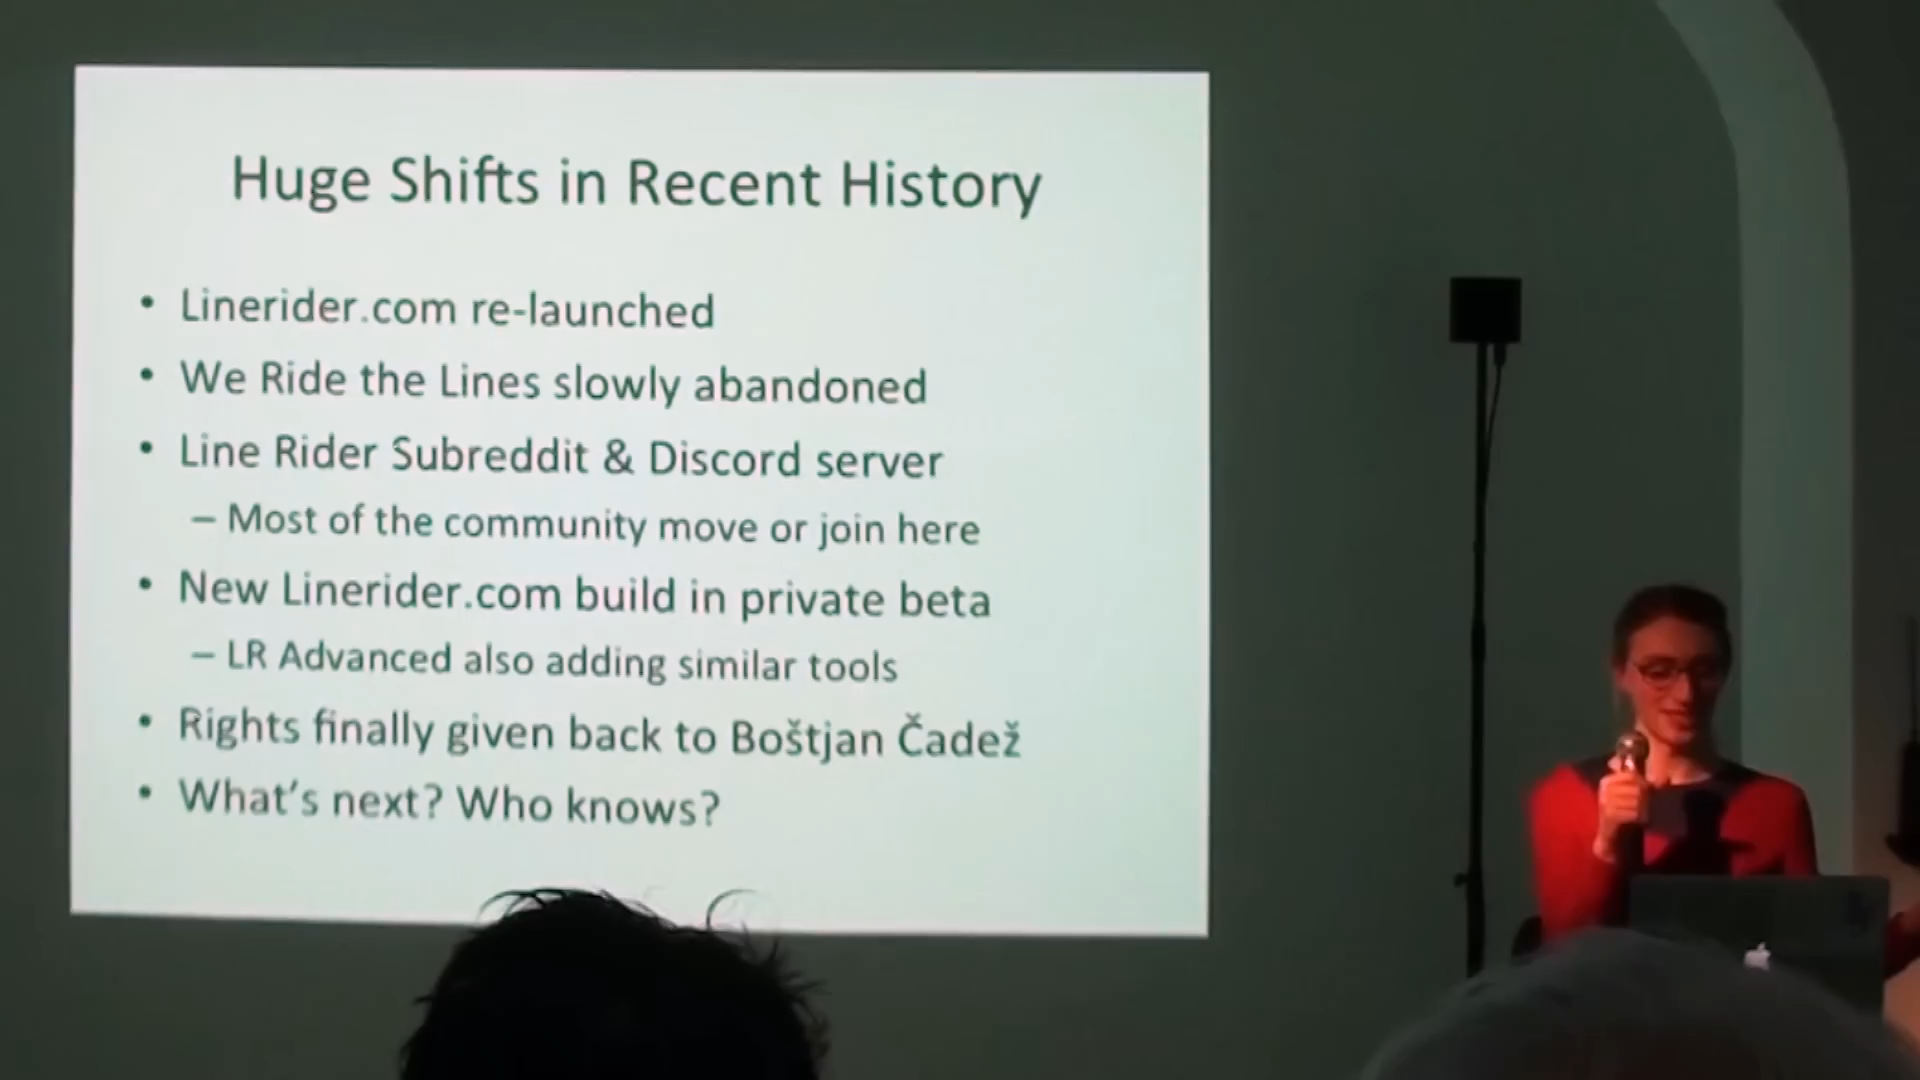 Huge Shifts in Recent History
• Linerider.com re-launched
• We Ride the Lines slowly abandoned
• Line Rider Subreddit & Discord server
– Most of the community move or join here
• New Linerider.com build in private beta
– LR Advanced also adding similar tools
• Rights finally given back to Boštjan Čadež
• What's next? Who knows?